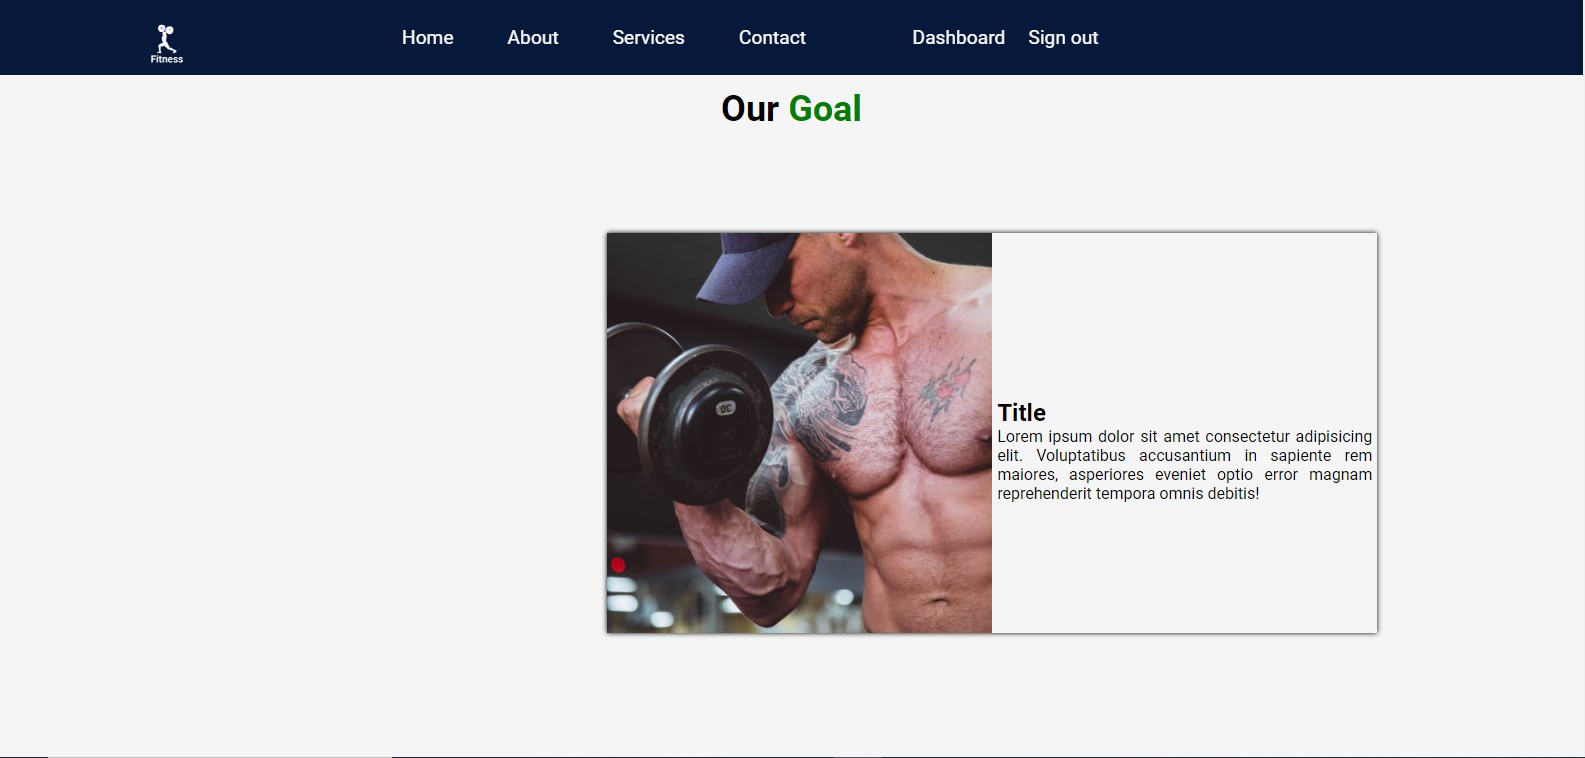 Fitness
Home About Services Contact Dashboard Sign out
Our Goal
30
Title
Lorem ipsum dolor sit amet consectetur adipisicing
elit. Voluptatibus accusantium in sapiente rem
maiores, asperiores eveniet optio error magnam
reprehenderit tempora omnis debitis!